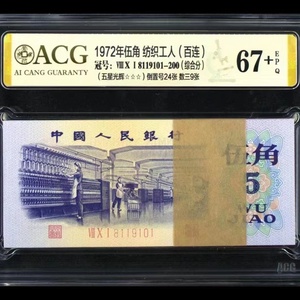 ACG
AI CANG GUARANTY
1972年伍角 纺织工人（百连）
冠号: VIII X I 8119101-200 (综合分)
(五星光辉☆☆☆) 倒置号24张 数三9张
67+
EPQ
中国人民银行
伍角
5
WU
JIAO
VIII X I 8119101
ACG